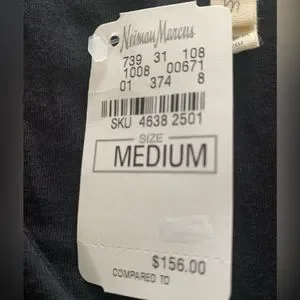 Neiman Marcus
739 31 108
1008 00671
01 374 8
SKU 4638 2501
SIZE
MEDIUM
$156.00
COMPARED TO